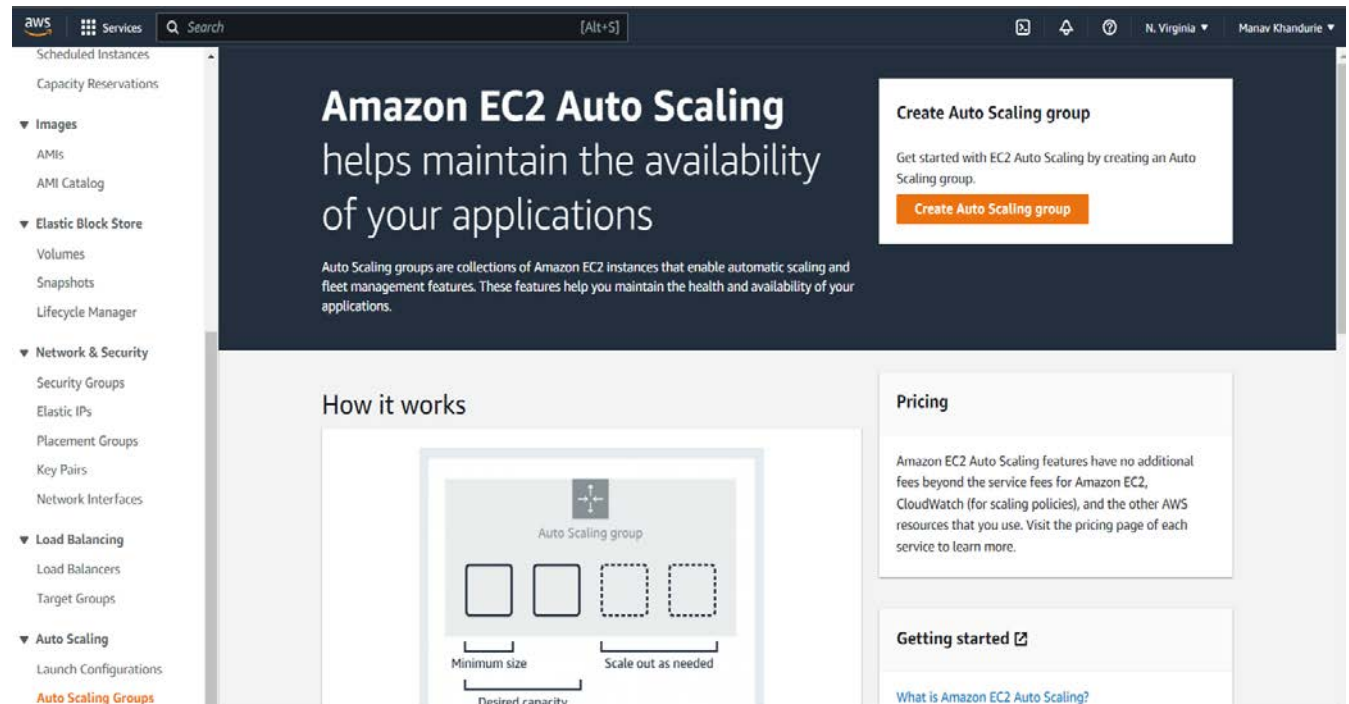 aws
Services
Search
[Alt+S]
N. Virginia
Manav Khandurie
Scheduled Instances
Capacity Reservations
Images
AMIs
AMI Catalog
Elastic Block Store
Volumes
Snapshots
Lifecycle Manager
Network & Security
Security Groups
Elastic IPs
Placement Groups
Key Pairs
Network Interfaces
Load Balancing
Load Balancers
Target Groups
Auto Scaling
Launch Configurations
Auto Scaling Groups
Amazon EC2 Auto Scaling
helps maintain the availability
of your applications
Auto Scaling groups are collections of Amazon EC2 instances that enable automatic scaling and
fleet management features. These features help you maintain the health and availability of your
applications.
Create Auto Scaling group
Get started with EC2 Auto Scaling by creating an Auto
Scaling group.
Create Auto Scaling group
How it works
Auto Scaling group
Minimum size
Scale out as needed
Desired capacity
Pricing
Amazon EC2 Auto Scaling features have no additional
fees beyond the service fees for Amazon EC2,
CloudWatch (for scaling policies), and the other AWS
resources that you use. Visit the pricing page of each
service to learn more.
Getting started
What is Amazon EC2 Auto Scaling?